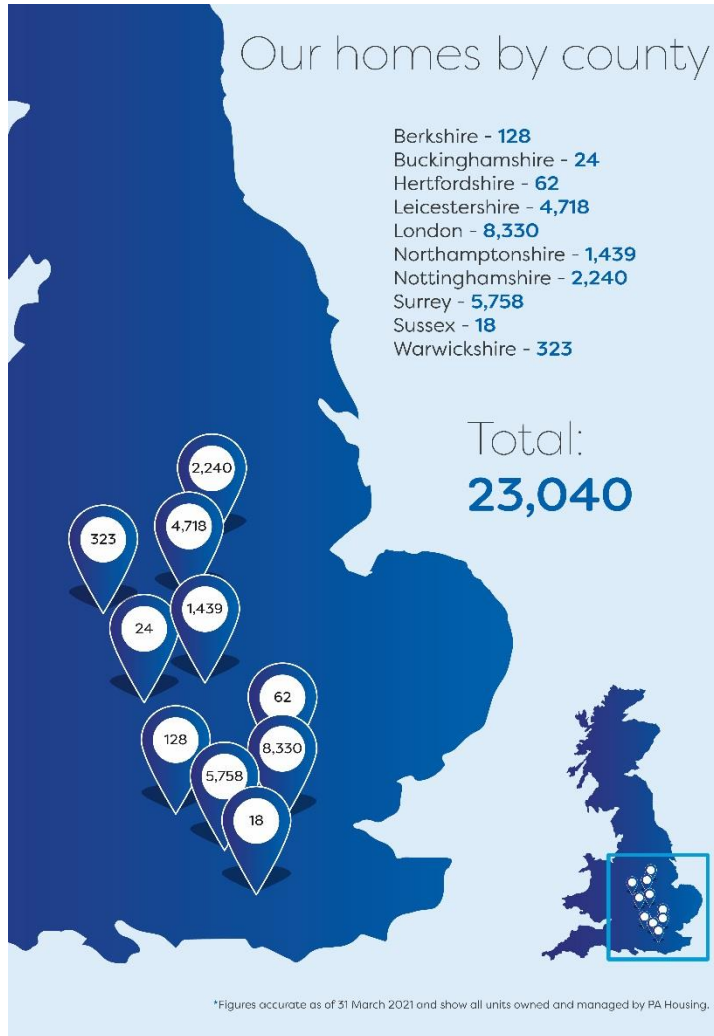 Our homes by county
Berkshire - 128
Buckinghamshire - 24
Hertfordshire - 62
Leicestershire - 4,718
London - 8,330
Northamptonshire - 1,439
Nottinghamshire - 2,240
Surrey - 5,758
Sussex - 18
Warwickshire - 323
Total:
23,040
2,240
4,718
323
1,439
24
62
128
8,330
5,758
18
*Figures accurate as of 31 March 2021 and show all units owned and managed by PA Housing.